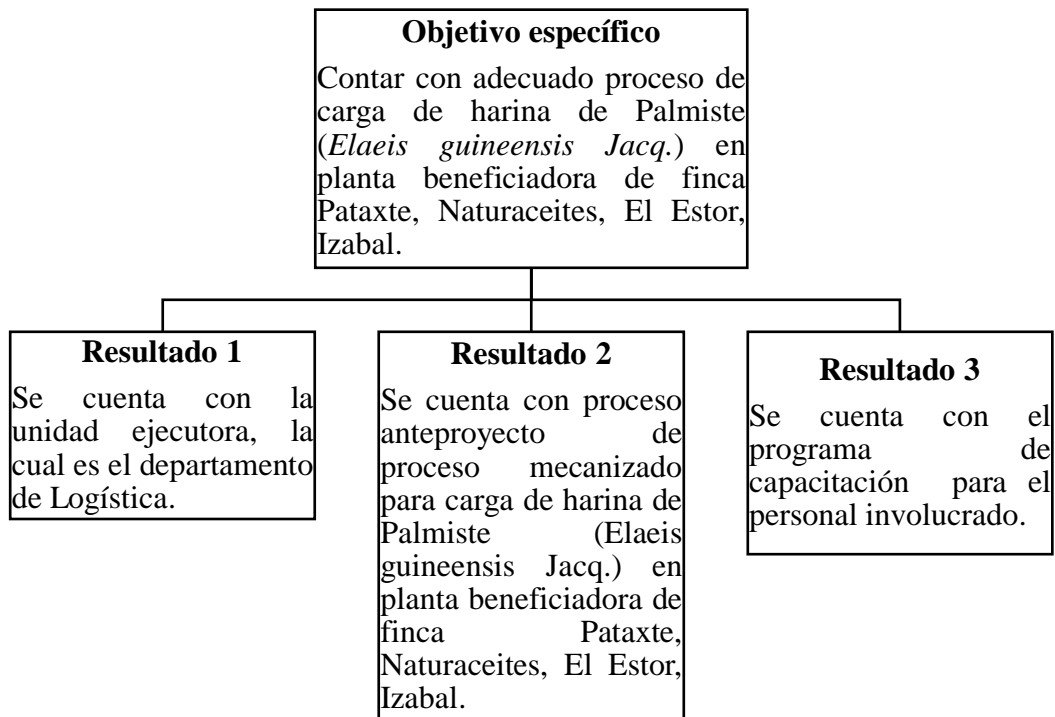 Objetivo específico
Contar con adecuado proceso de
carga de harina de Palmiste
(Elaeis guineensis Jacq.) en
planta beneficiadora de finca
Pataxte, Naturaceites, El Estor,
Izabal.
Resultado 1
Se cuenta con la
unidad ejecutora, la
cual es el departamento
de Logística.
Resultado 2
Se cuenta con proceso
anteproyecto de
proceso mecanizado
para carga de harina de
Palmiste (Elaeis
guineensis Jacq.) en
planta beneficiadora de
finca Pataxte,
Naturaceites, El Estor,
Izabal.
Resultado 3
Se cuenta con el
programa de
capacitación para el
personal involucrado.